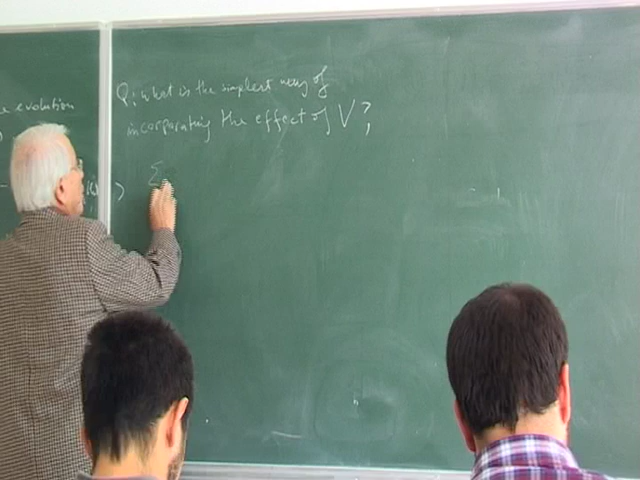 e evolution
Q: What is the simplest way of
incorporating the effect of V?
Σ